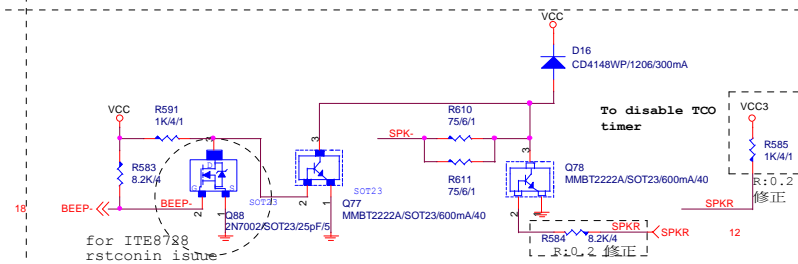 VCC
D16
CD4148WP/1206/300mA
VCC
R591
1K/4/1
R610
75/6/1
To disable TCO
timer
VCC3
SPK-
R585
1K/4/1
R583
8.2K/4
3
3
3
D
G
S
R611
75/6/1
Q78
MMBT2222A/SOT23/600mA/40
R:0.2
修正
SOT23
SOT23
18
BEEP-
BEEP-
2
1
2
1
Q77
MMBT2222A/SOT23/600mA/40
2
1
SPKR
Q88
2N7002/SOT23/25pF/5
for ITE8728
rstconin isuue
R584
8.2K/4
SPKR
SPKR
12
R:0.2 修正